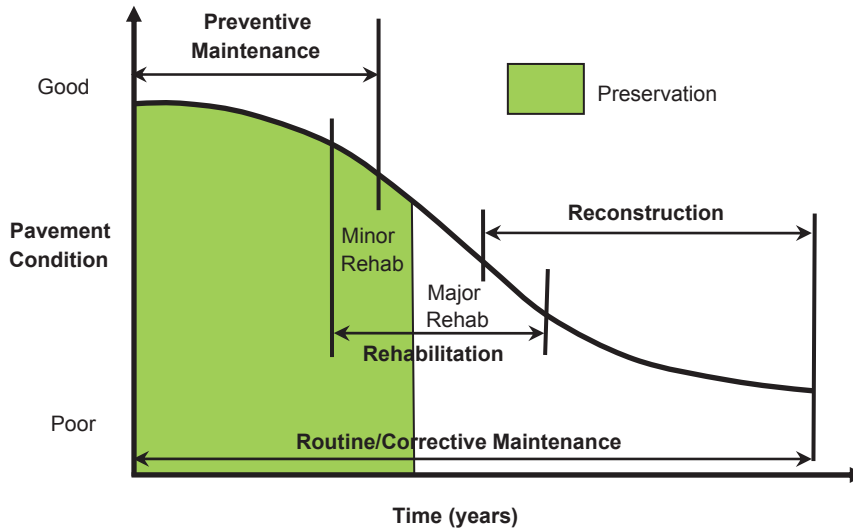 Preventive
Maintenance
Good
Preservation
Reconstruction
Pavement
Condition
Minor
Rehab
Major
Rehab
Rehabilitation
Poor
Routine/Corrective Maintenance
Time (years)